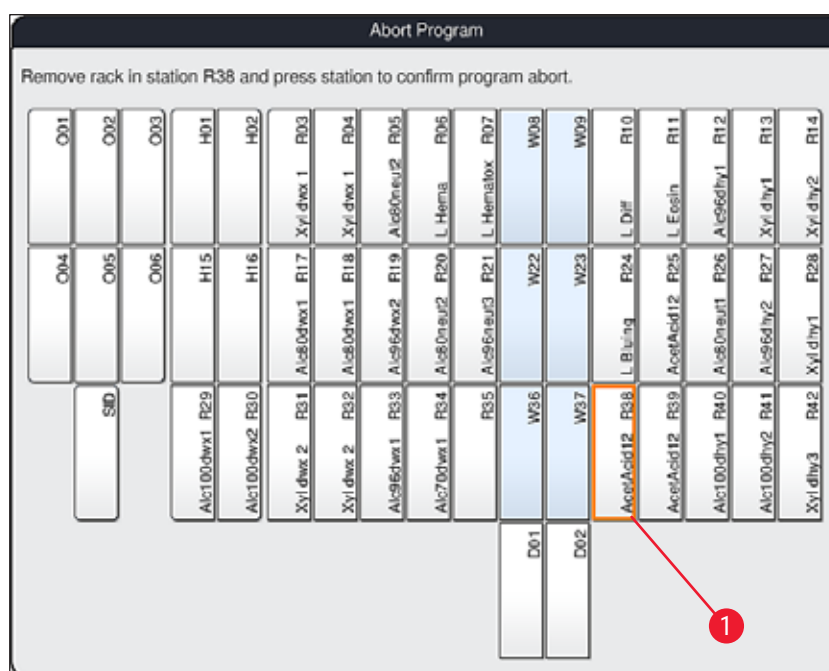 Abort Program
Remove rack in station R38 and press station to confirm program abort.
O01
O02
O03
H01
H02
Xyl dwx 1 R03
Xyl dwx 1 R04
Alc80neut2 R05
L Hema R06
L Hematox R07
W08
W09
L Diff R10
L Eosin R11
Alc96dhy1 R12
Xyl dhy1 R13
Xyl dhy2 R14
O04
O05
O06
H15
H16
Alc80dwx1 R17
Alc80dwx1 R18
Alc96dwx2 R19
Alc80neut2 R20
Alc96neut3 R21
W22
W23
L Bluing R24
AcetAcid12 R25
Alc80neut1 R26
Alc96dhy2 R27
Xyl dhy1 R28
SID
Alc100dwx1 R29
Alc100dwx2 R30
Xyl dwx 2 R31
Xyl dwx 2 R32
Alc96dwx1 R33
Alc70dwx1 R34
R35
W36
W37
AcetAcid12 R38
AcetAcid12 R39
Alc100dhy1 R40
Alc100dhy2 R41
Xyl dhy3 R42
D01
D02
1